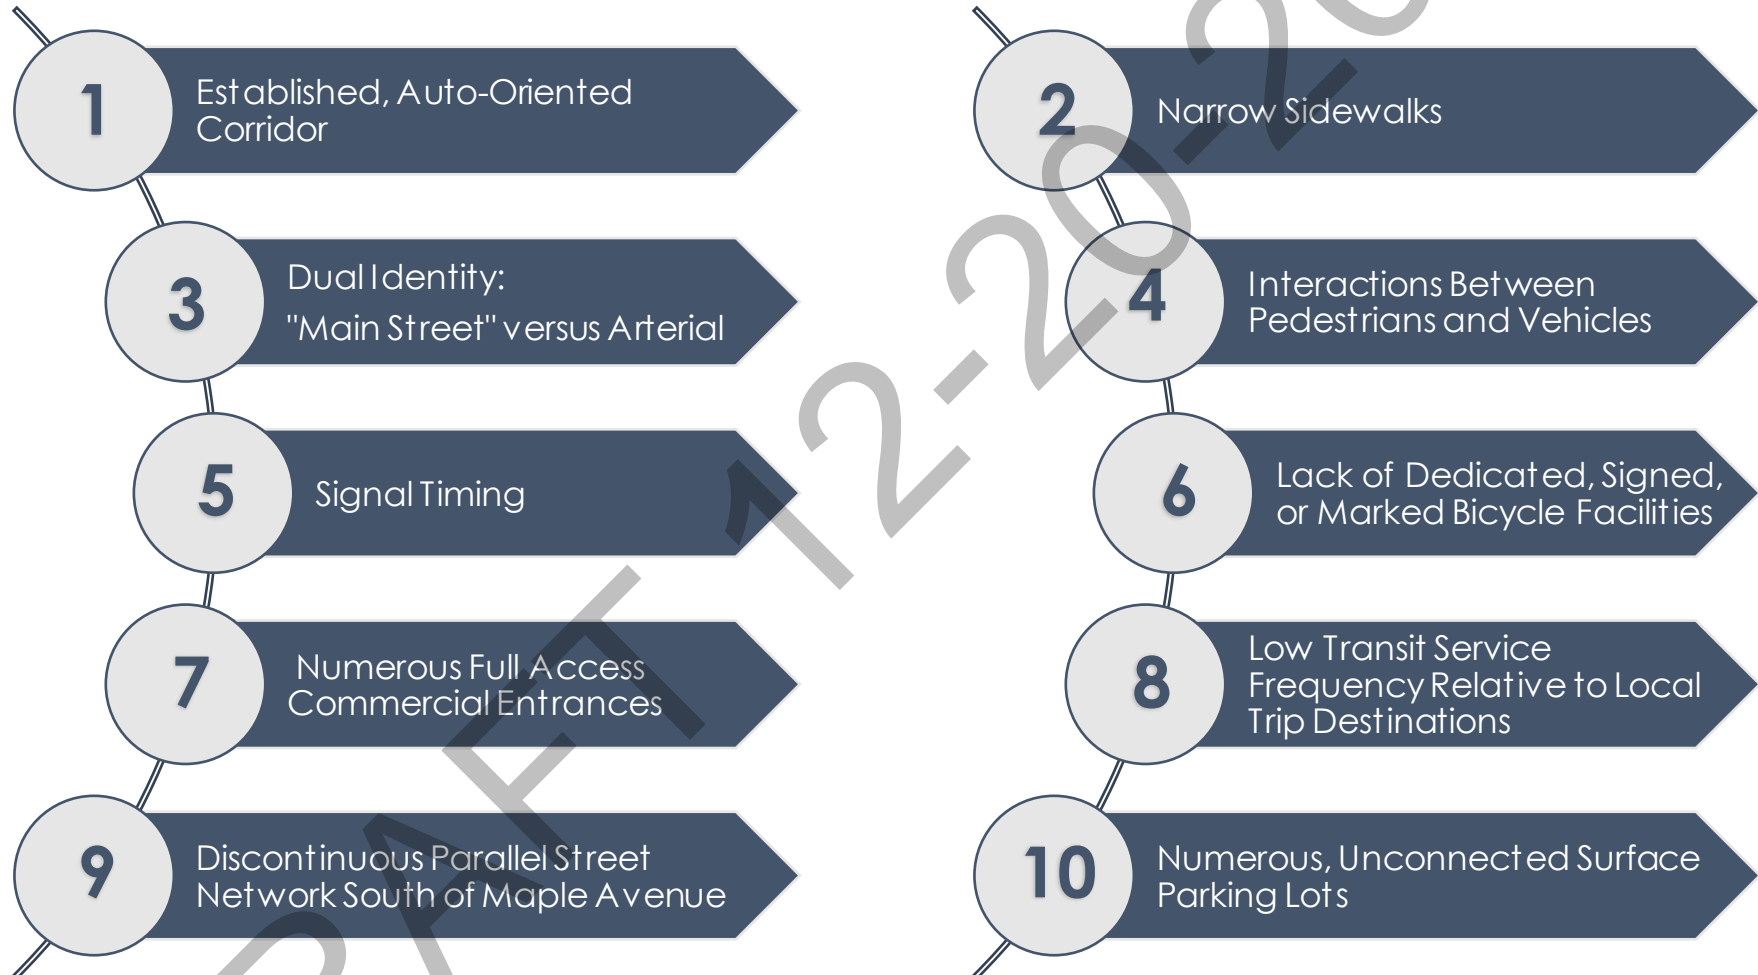 1
Established, Auto-Oriented
Corridor
2
Narrow Sidewalks
3
Dual Identity:
"Main Street" versus Arterial
4
Interactions Between
Pedestrians and Vehicles
5
Signal Timing
6
Lack of Dedicated, Signed,
or Marked Bicycle Facilities
7
Numerous Full Access
Commercial Entrances
8
Low Transit Service
Frequency Relative to Local
Trip Destinations
9
Discontinuous Parallel Street
Network South of Maple Avenue
10
Numerous, Unconnected Surface
Parking Lots